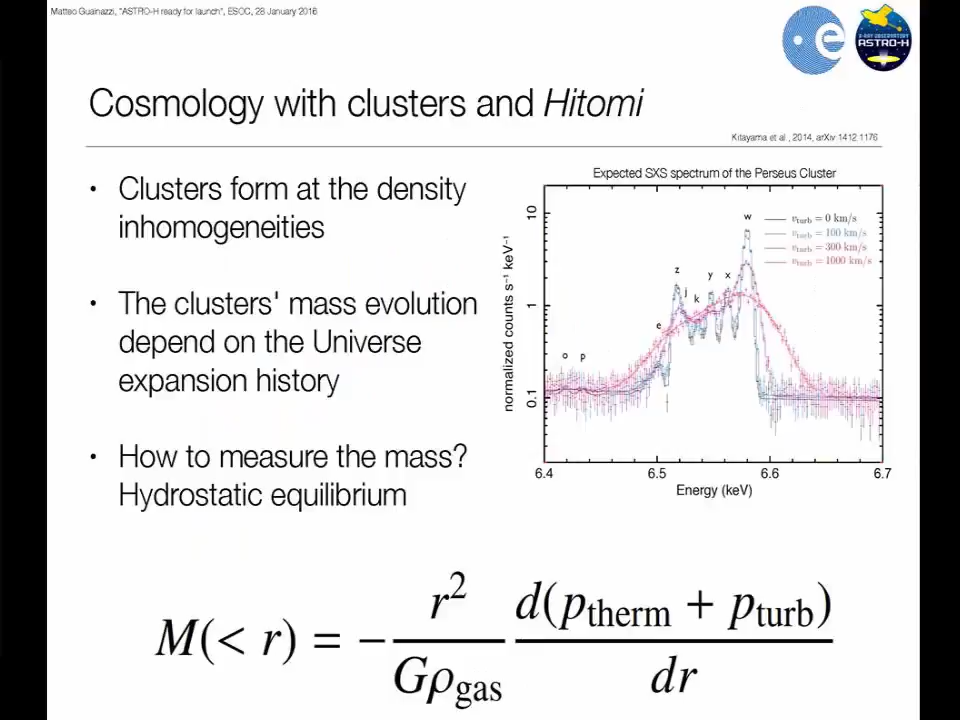 Matteo Guainazzi, "ASTRO-H ready for launch", ESOC, 28 January 2016
esa
X-RAY OBSERVATORY
ASTRO-H
Cosmology with clusters and Hitomi
Kitayama et al., 2014, arXiv:1412.1176
• Clusters form at the density
inhomogeneities
• The clusters' mass evolution
depend on the Universe
expansion history
• How to measure the mass?
Hydrostatic equilibrium
Expected SXS spectrum of the Perseus Cluster
normalized counts s⁻¹ keV⁻¹
10
1
0.1
w
z
j
k
y
x
e
o
p
v_turb = 0 km/s
v_turb = 100 km/s
v_turb = 300 km/s
v_turb = 1000 km/s
6.4 6.5 6.6 6.7
Energy (keV)
M(< r) = − r² / Gρ_gas d(p_therm + p_turb) / dr